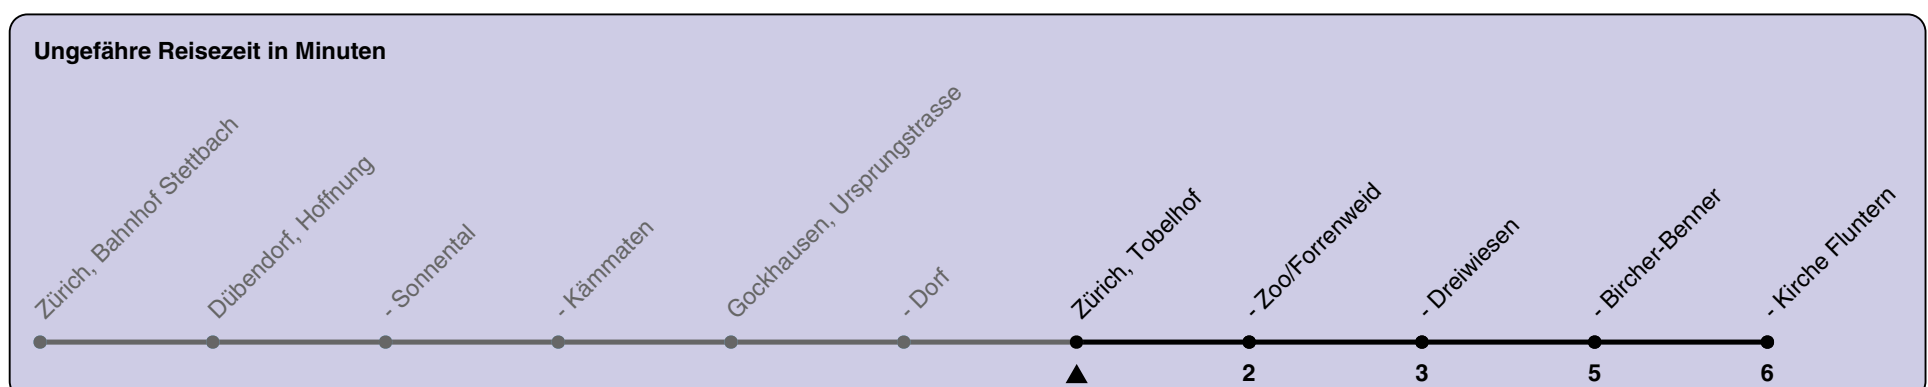 Ungefähre Reisezeit in Minuten
Zürich, Bahnhof Stettbach
Dübendorf, Hoffnung
- Sonnental
- Kämmaten
Gockhausen, Ursprungstrasse
- Dorf
Zürich, Tobelhof
- Zoo/Forrenweid
- Dreiwiesen
- Bircher-Benner
- Kirche Fluntern
2 3 5 6